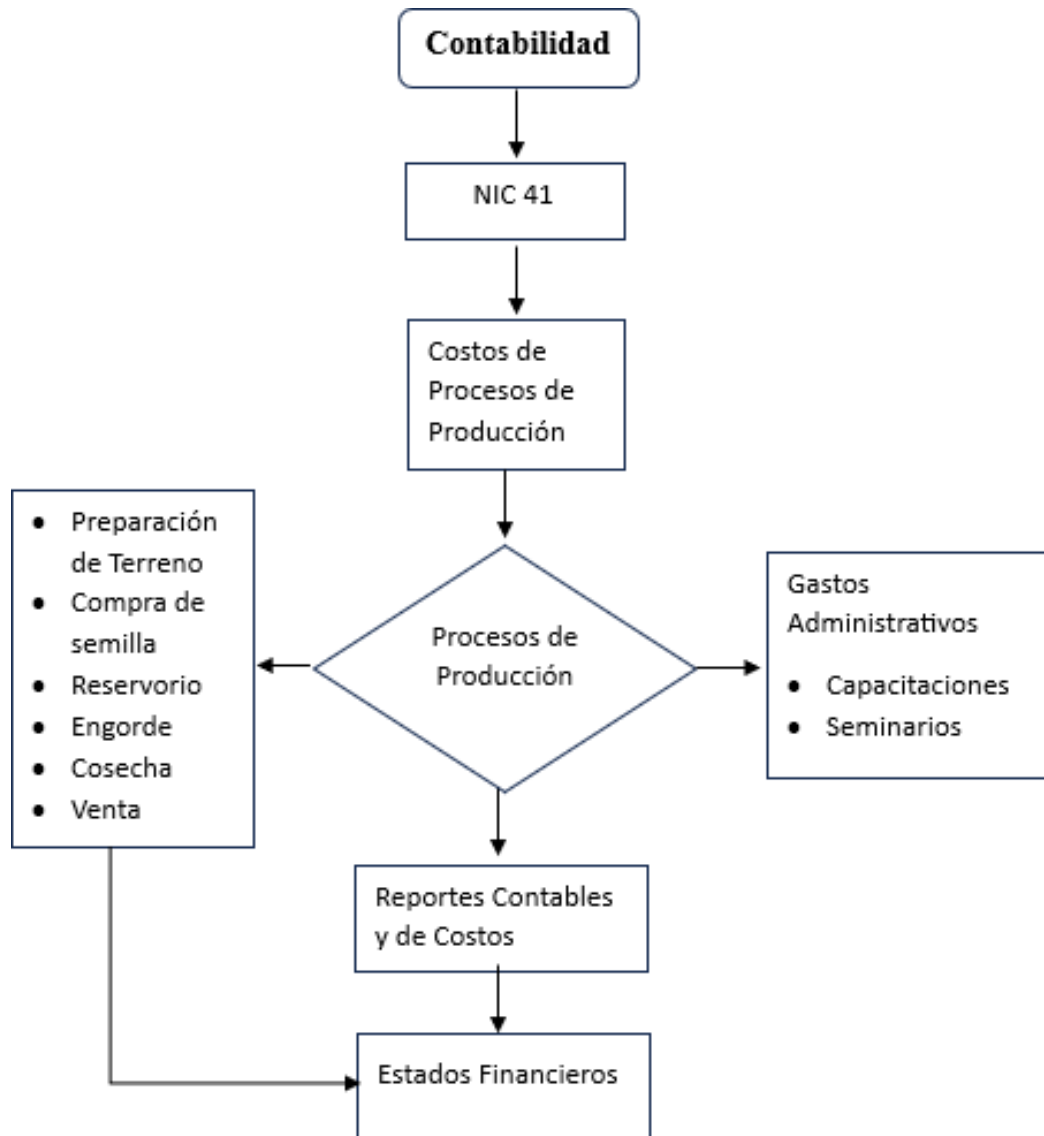 Contabilidad
NIC 41
Costos de
Procesos de
Producción
● Preparación
de Terreno
● Compra de
semilla
● Reservorio
● Engorde
● Cosecha
● Venta
Procesos de
Producción
Gastos
Administrativos
● Capacitaciones
● Seminarios
Reportes Contables
y de Costos
Estados Financieros